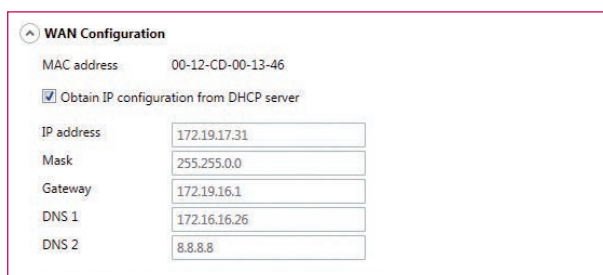 WAN Configuration
MAC address 00-12-CD-00-13-46
Obtain IP configuration from DHCP server
IP address 172.19.17.31
Mask 255.255.0.0
Gateway 172.19.16.1
DNS 1 172.16.16.26
DNS 2 8.8.8.8